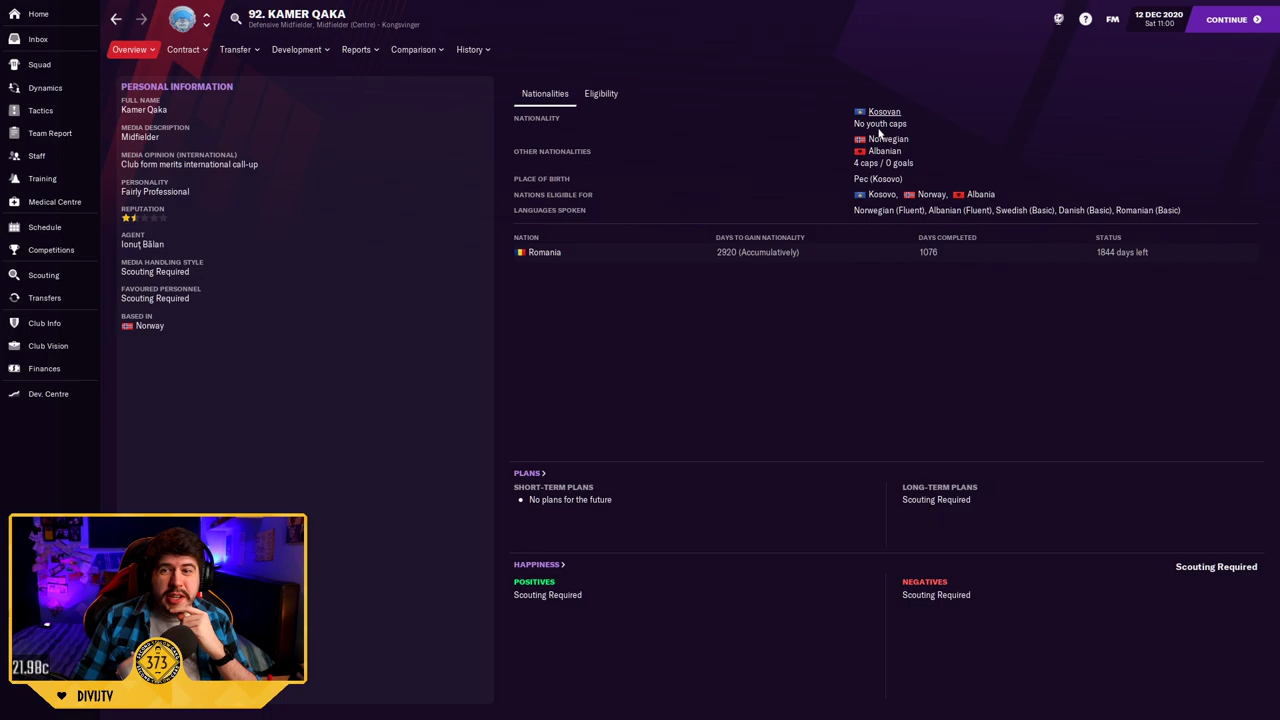 92. KAMER QAKA
Defensive Midfielder, Midfielder (Centre) - Kongsvinger
FM
12 DEC 2020
Sat 11:00
CONTINUE
Home
Inbox
Squad
Dynamics
Tactics
Team Report
Staff
Training
Medical Centre
Schedule
Competitions
Scouting
Transfers
Club Info
Club Vision
Finances
Dev. Centre
Overview
Contract
Transfer
Development
Reports
Comparison
History
PERSONAL INFORMATION
FULL NAME
Kamer Qaka
MEDIA DESCRIPTION
Midfielder
MEDIA OPINION (INTERNATIONAL)
Club form merits international call-up
PERSONALITY
Fairly Professional
REPUTATION
AGENT
Ionuț Bălan
MEDIA HANDLING STYLE
Scouting Required
FAVOURED PERSONNEL
Scouting Required
BASED IN
Norway
Nationalities
Eligibility
NATIONALITY
Kosovan
No youth caps
OTHER NATIONALITIES
Norwegian
Albanian
4 caps / 0 goals
PLACE OF BIRTH
Pec (Kosovo)
NATIONS ELIGIBLE FOR
Kosovo, Norway, Albania
LANGUAGES SPOKEN
Norwegian (Fluent), Albanian (Fluent), Swedish (Basic), Danish (Basic), Romanian (Basic)
NATION DAYS TO GAIN NATIONALITY DAYS COMPLETED STATUS
Romania 2920 (Accumulatively) 1076 1844 days left
PLANS
SHORT-TERM PLANS
No plans for the future
LONG-TERM PLANS
Scouting Required
HAPPINESS
Scouting Required
POSITIVES
Scouting Required
NEGATIVES
Scouting Required
21.98c
373
DIVIJTV